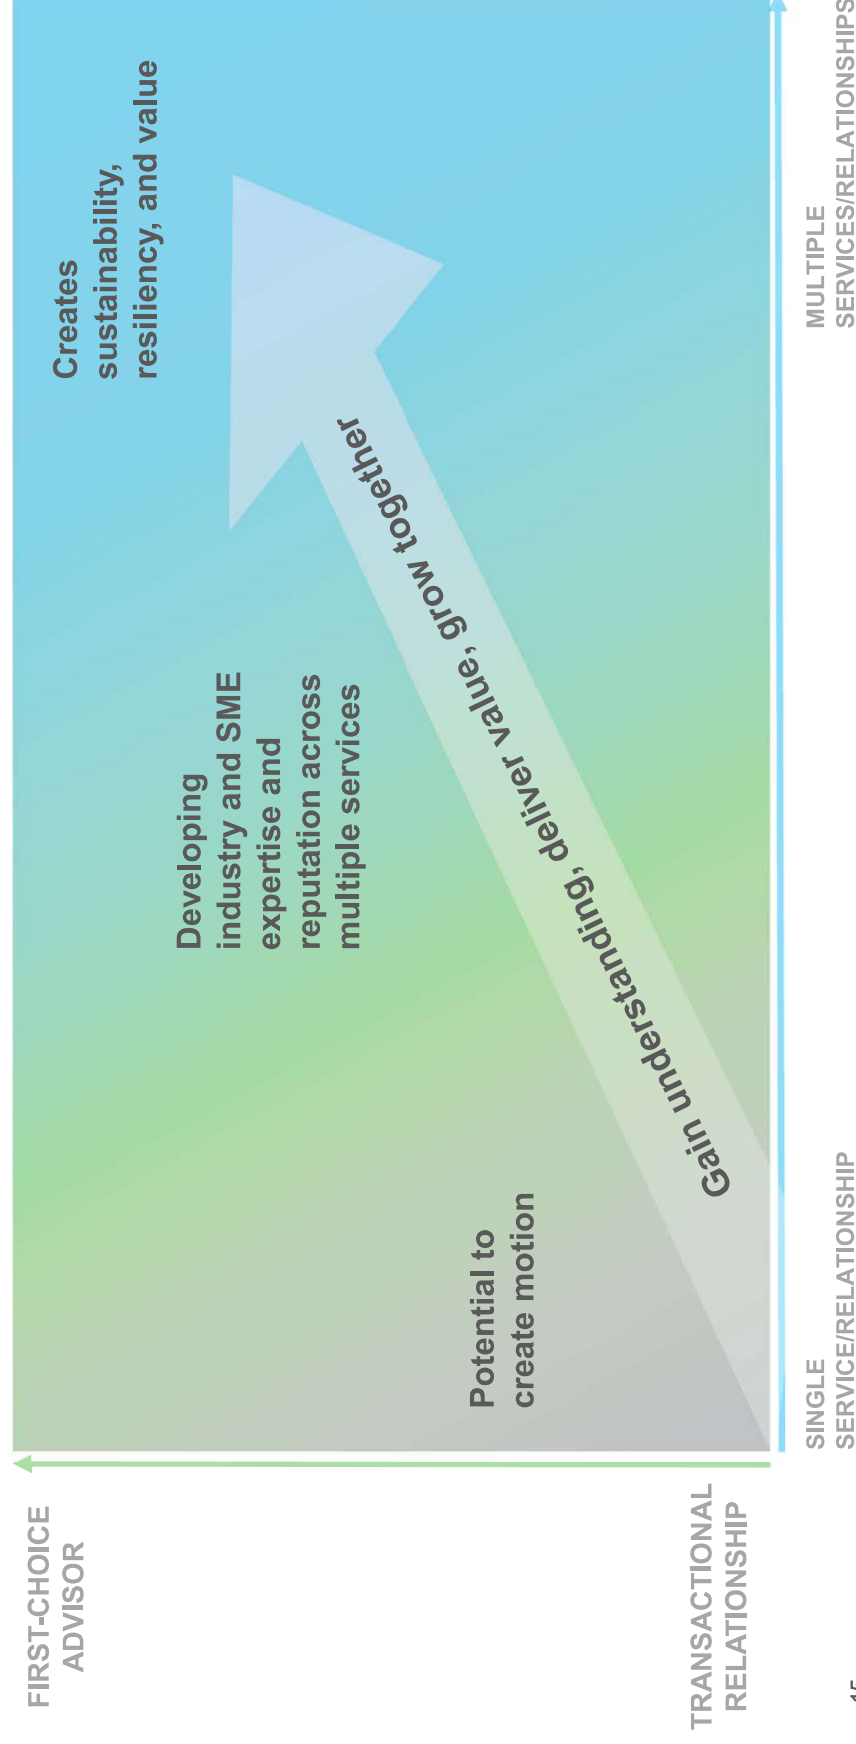 FIRST-CHOICE
ADVISOR
Creates
sustainability,
resiliency, and value
Developing
industry and SME
expertise and
reputation across
multiple services
Potential to
create motion
Gain understanding, deliver value, grow together
TRANSACTIONAL
RELATIONSHIP
SINGLE
SERVICE/RELATIONSHIP
MULTIPLE
SERVICES/RELATIONSHIPS